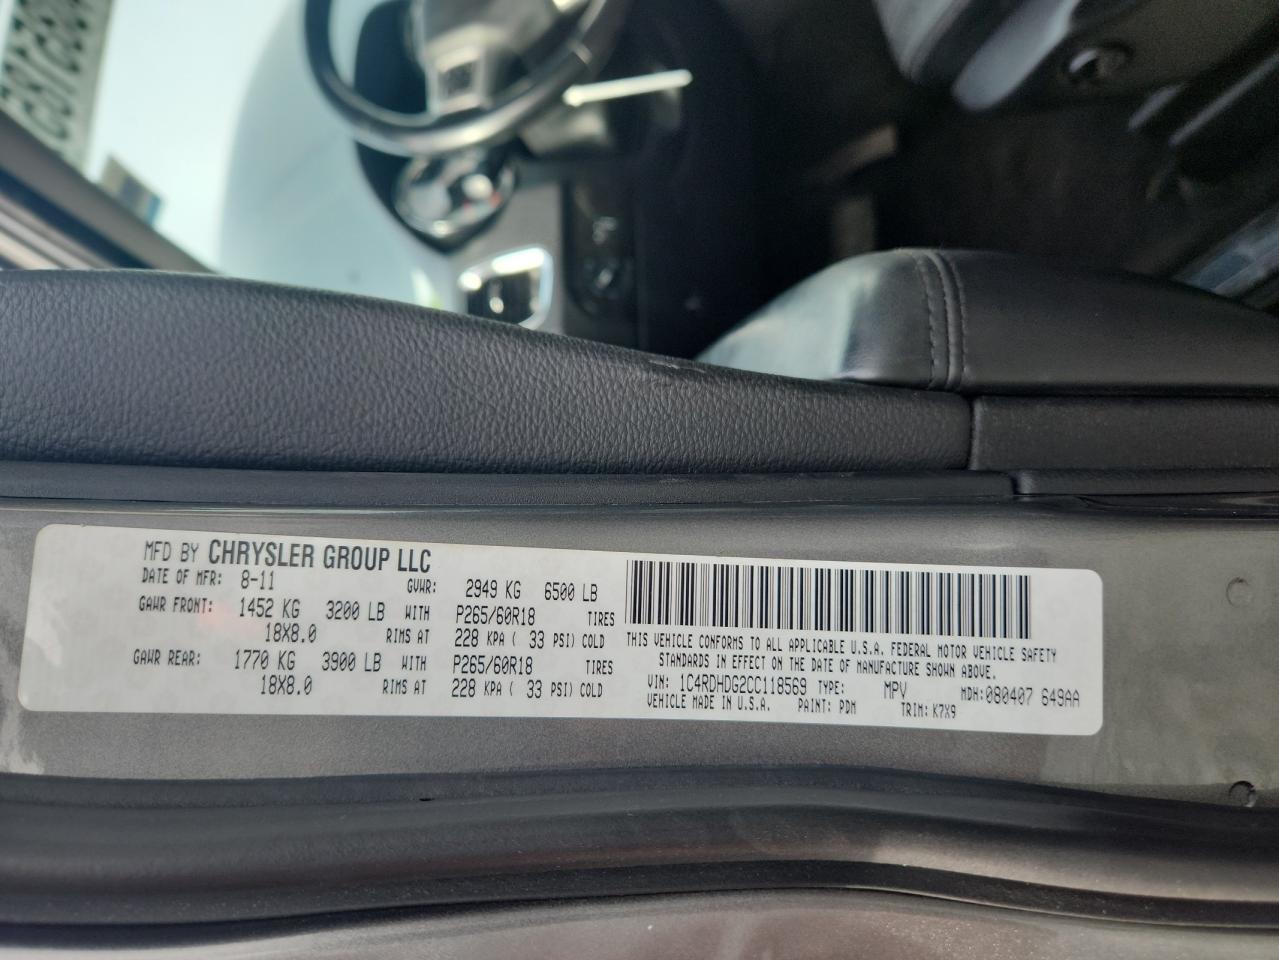 MFD BY CHRYSLER GROUP LLC
DATE OF MFR: 8-11 GVWR: 2949 KG 6500 LB
GAWR FRONT: 1452 KG 3200 LB WITH P265/60R18 TIRES
18X8.0 RIMS AT 228 KPA ( 33 PSI) COLD
GAWR REAR: 1770 KG 3900 LB WITH P265/60R18 TIRES
18X8.0 RIMS AT 228 KPA ( 33 PSI) COLD
THIS VEHICLE CONFORMS TO ALL APPLICABLE U.S.A. FEDERAL MOTOR VEHICLE SAFETY
STANDARDS IN EFFECT ON THE DATE OF MANUFACTURE SHOWN ABOVE.
VIN: 1C4RDHDG2CC118569 TYPE: MPV MDH:080407 649AA
VEHICLE MADE IN U.S.A. PAINT: PDM TRIM:K7X9